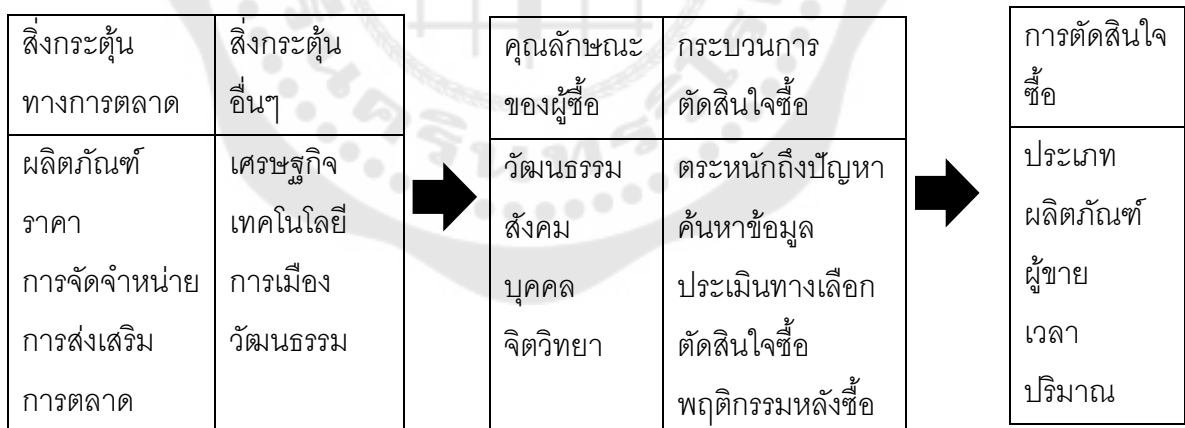 สิ่งกระตุ้น
ทางการตลาด
สิ่งกระตุ้น
อื่นๆ
ผลิตภัณฑ์
ราคา
การจัดจำหน่าย
การส่งเสริม
การตลาด
เศรษฐกิจ
เทคโนโลยี
การเมือง
วัฒนธรรม
คุณลักษณะ
ของผู้ซื้อ
กระบวนการ
ตัดสินใจซื้อ
วัฒนธรรม
สังคม
บุคคล
จิตวิทยา
ตระหนักถึงปัญหา
ค้นหาข้อมูล
ประเมินทางเลือก
ตัดสินใจซื้อ
พฤติกรรมหลังซื้อ
การตัดสินใจ
ซื้อ
ประเภท
ผลิตภัณฑ์
ผู้ขาย
เวลา
ปริมาณ